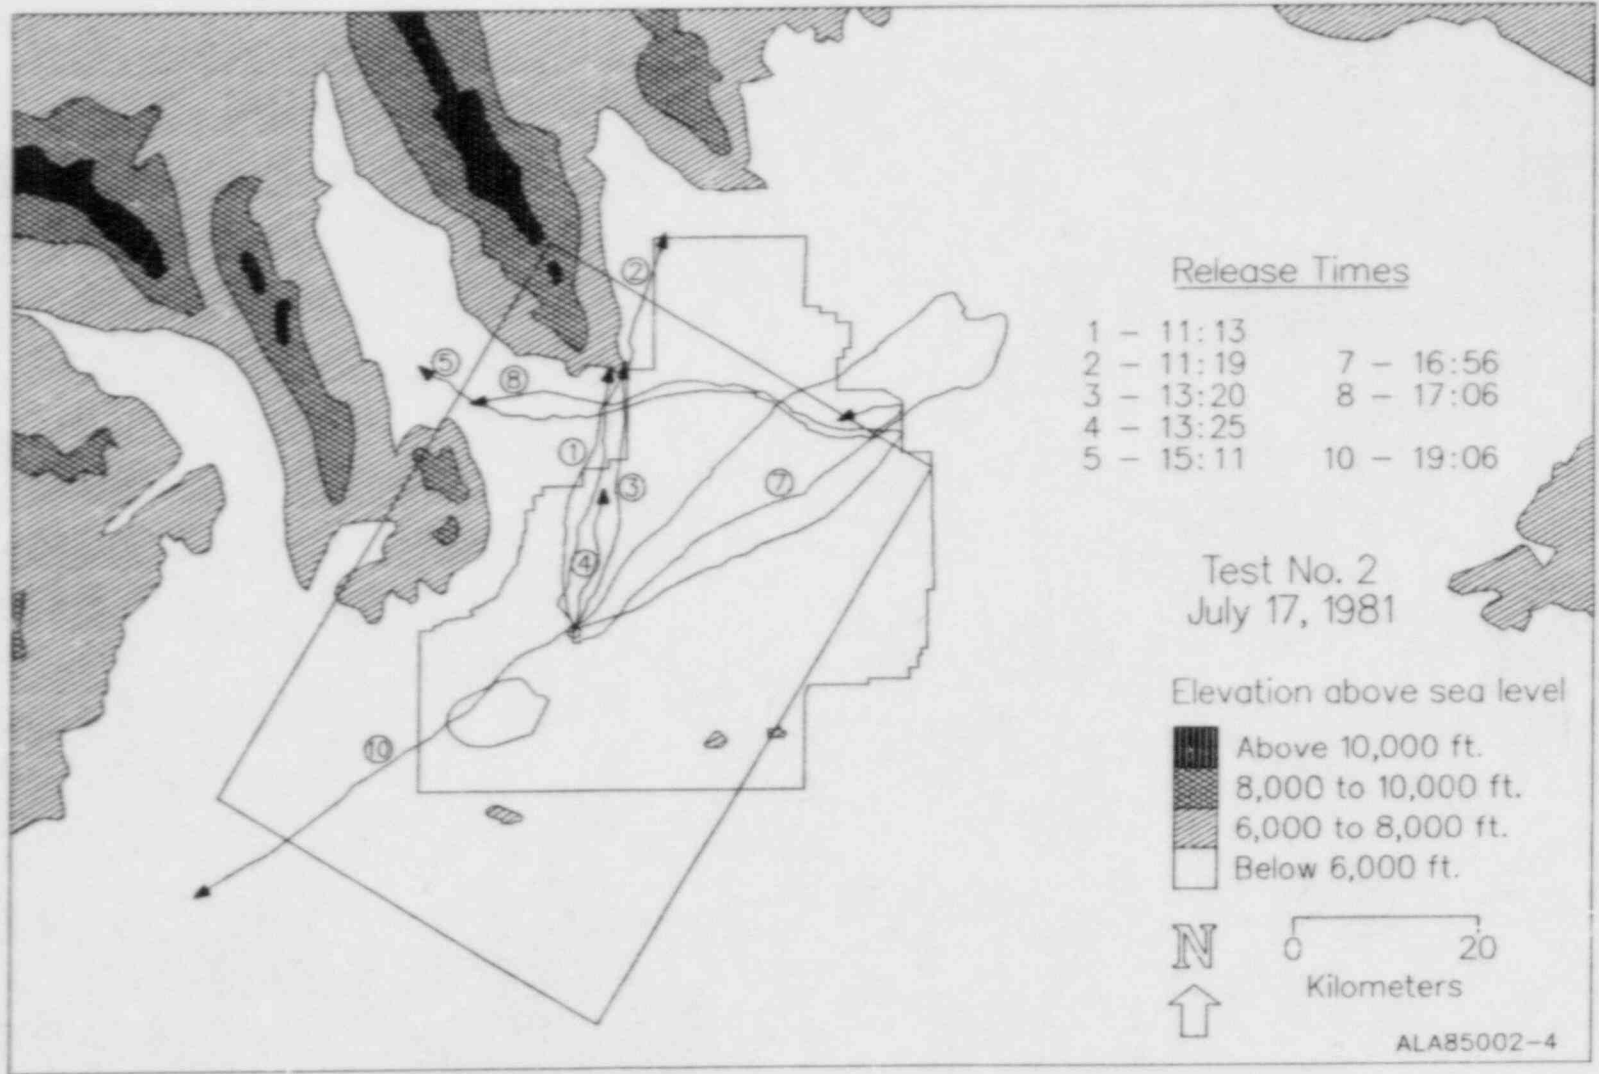 Release Times
1 - 11:13
2 - 11:19 7 - 16:56
3 - 13:20 8 - 17:06
4 - 13:25
5 - 15:11 10 - 19:06
2
5
8
1
3
7
4
10
Test No. 2
July 17, 1981
Elevation above sea level
Above 10,000 ft.
8,000 to 10,000 ft.
6,000 to 8,000 ft.
Below 6,000 ft.
N
0 20
Kilometers
ALA85002-4